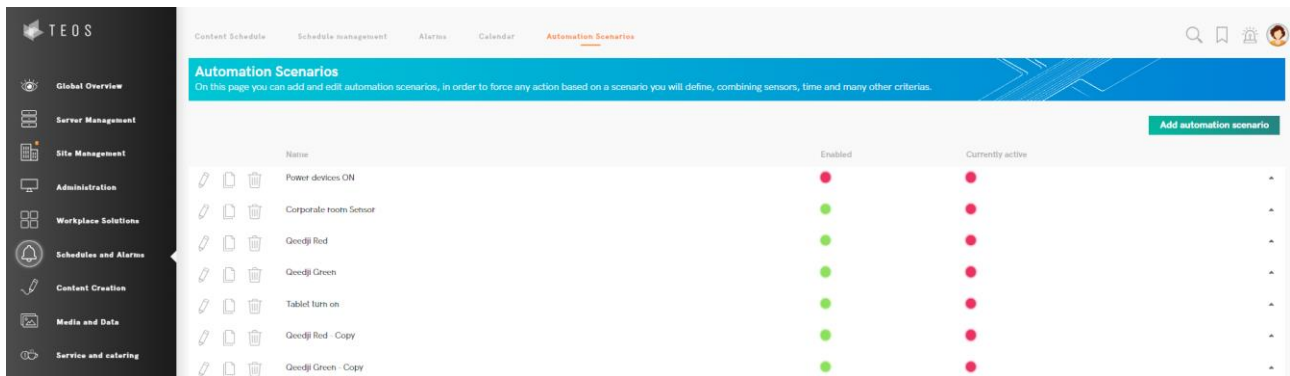 TEOS
Content Schedule Schedule management Alarms Calendar Automation Scenarios
Automation Scenarios
On this page you can add and edit automation scenarios, in order to force any action based on a scenario you will define, combining sensors, time and many other criterias.
Global Overview
Server Management
Site Management
Administration
Workplace Solutions
Schedules and Alarms
Content Creation
Media and Data
Service and catering
Add automation scenario
Name Enabled Currently active
Power devices ON
Corporale room Sensor
Qeedji Red
Qeedji Green
Tablet turn on
Qeedji Red - Copy
Qeedji Green - Copy